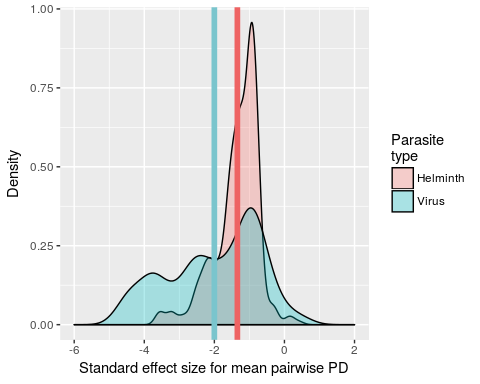 1.00
0.75
0.50
0.25
0.00
Density
-6 -4 -2 0 2
Standard effect size for mean pairwise PD
Parasite
type
Helminth
Virus